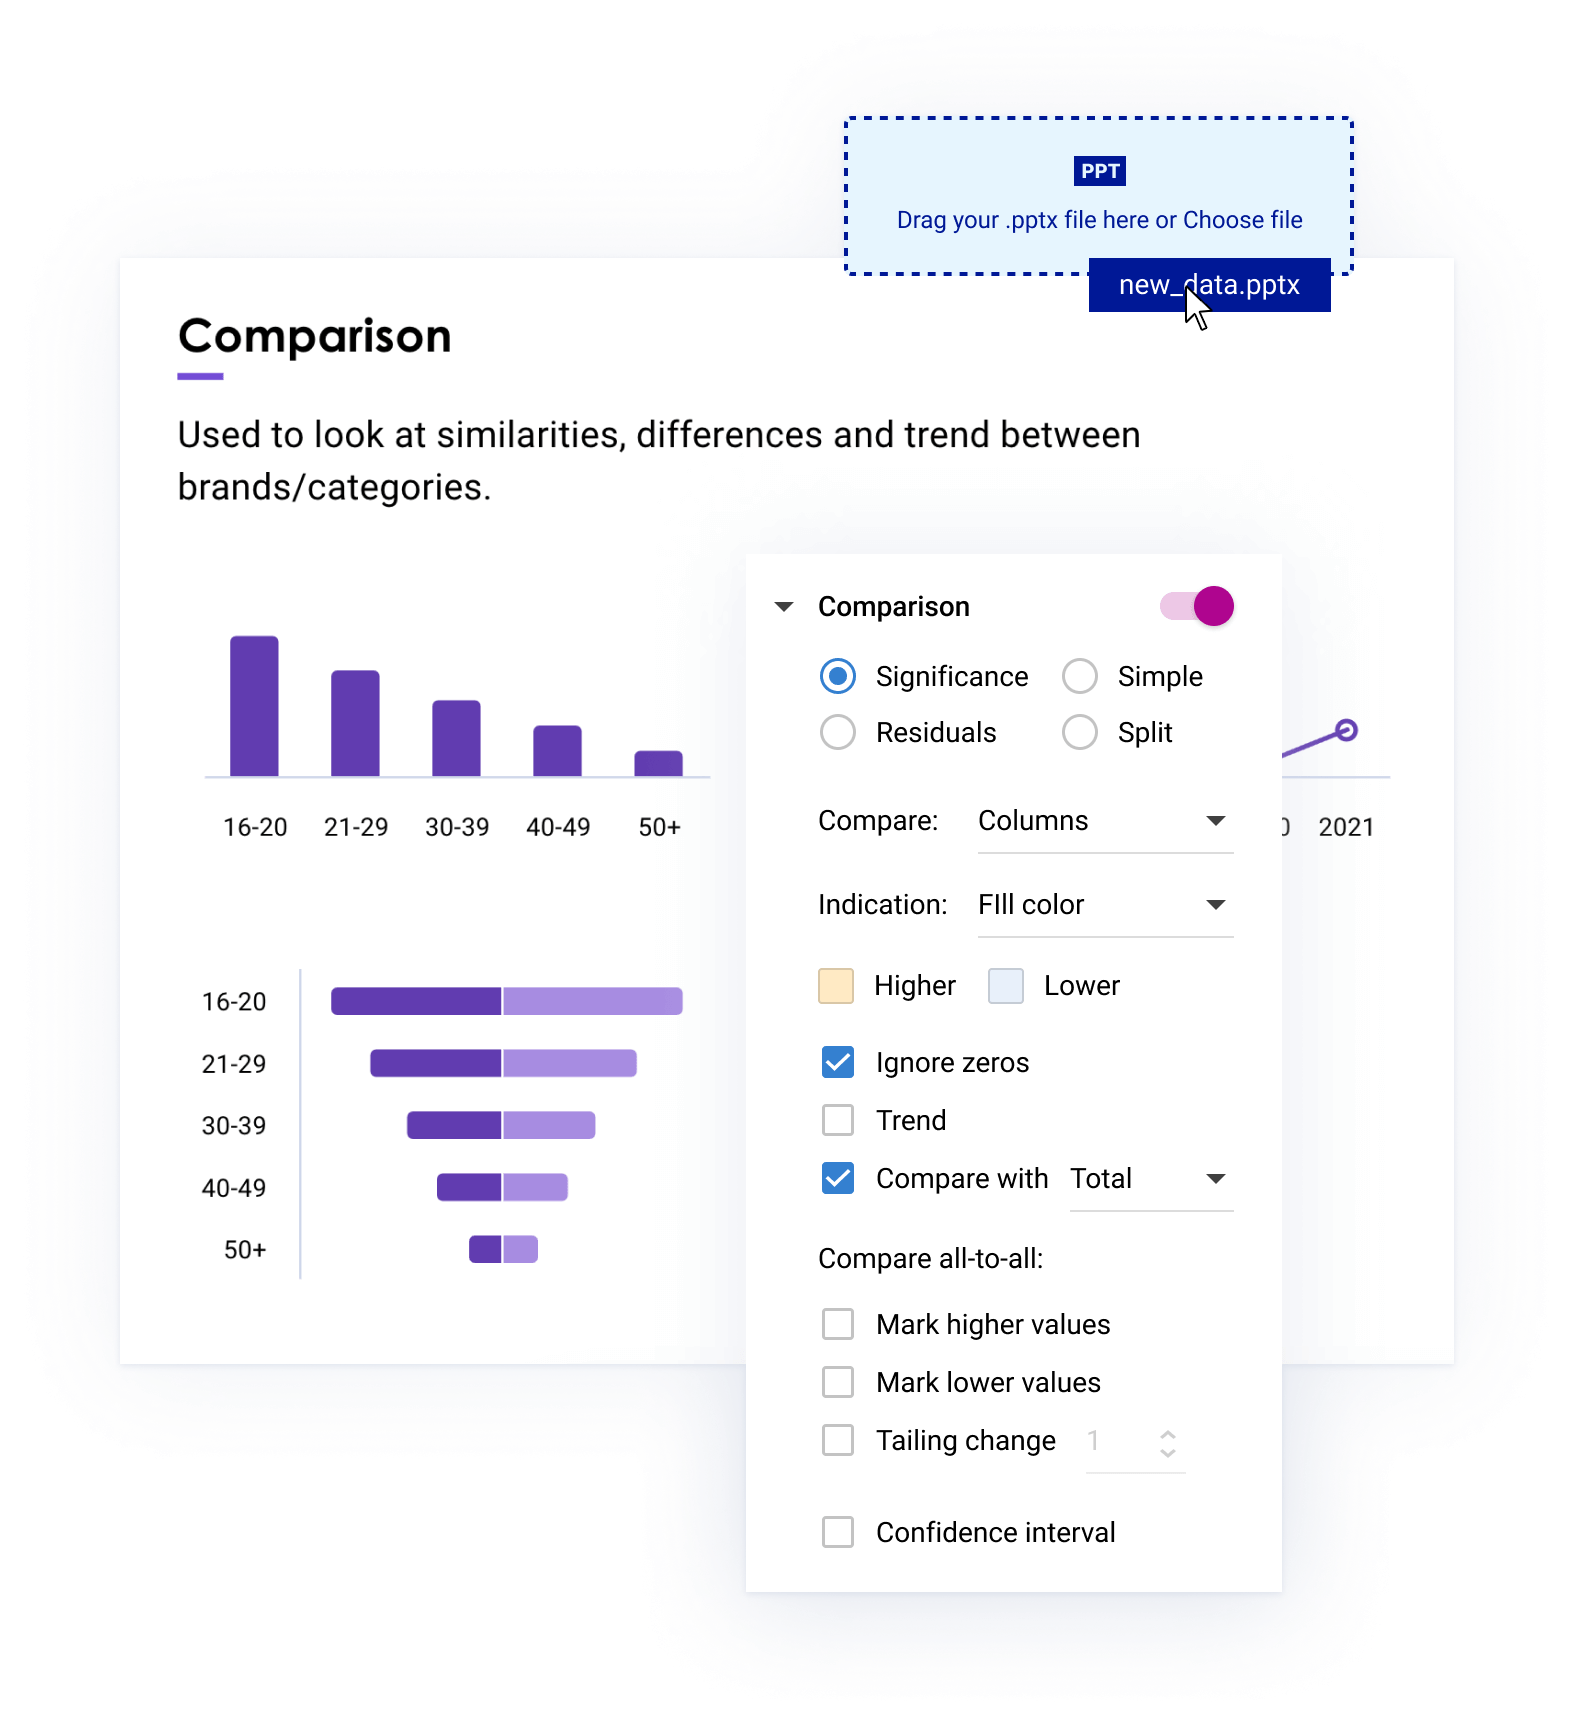 PPT
Drag your .pptx file here or Choose file
new_data.pptx
Comparison
Used to look at similarities, differences and trend between
brands/categories.
16-20 21-29 30-39 40-49 50+
2021
16-20
21-29
30-39
40-49
50+
Comparison
Significance Simple
Residuals Split
Compare: Columns
Indication: FIll color
Higher Lower
Ignore zeros
Trend
Compare with Total
Compare all-to-all:
Mark higher values
Mark lower values
Tailing change 1
Confidence interval